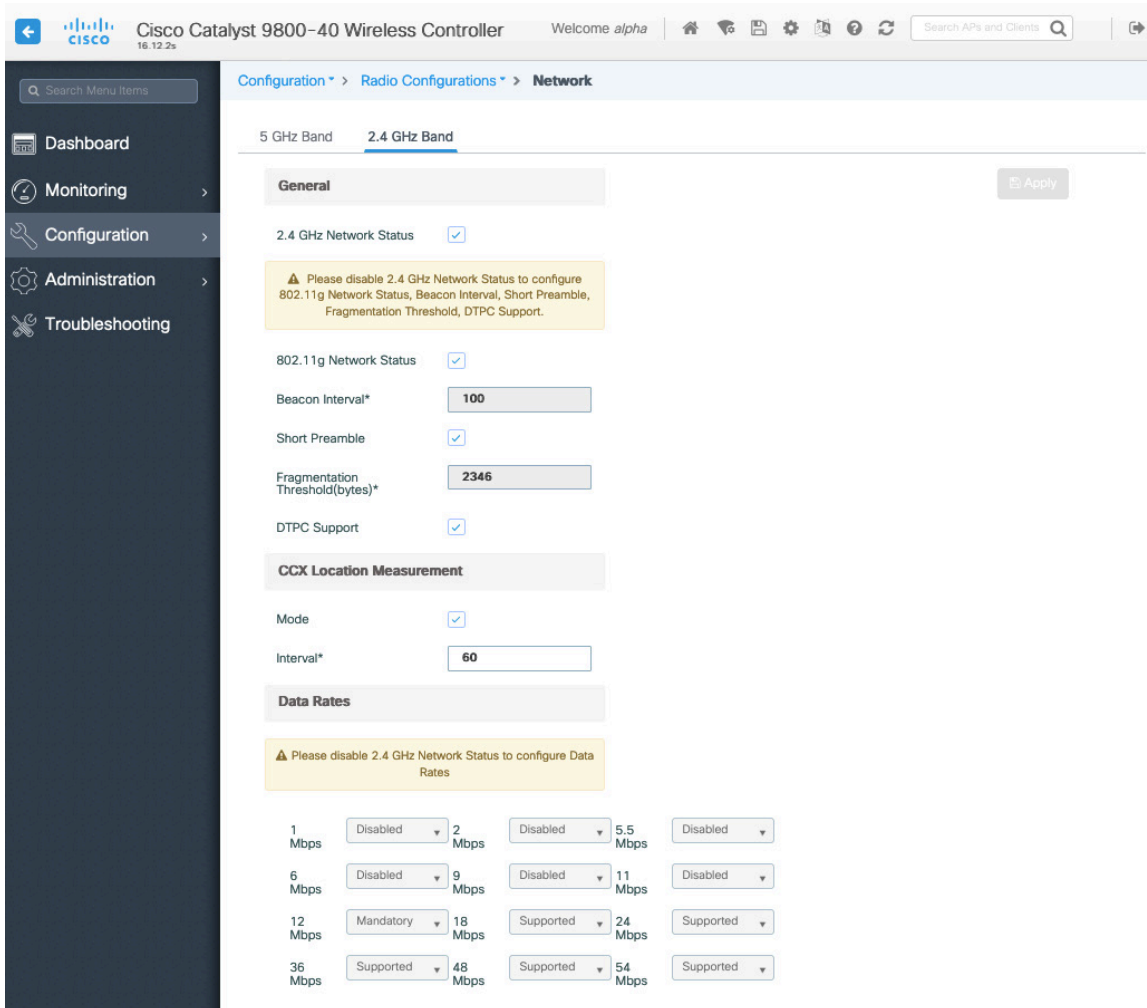 CISCO
Cisco Catalyst 9800-40 Wireless Controller
16.12.2s
Welcome alpha
Search APs and Clients
Search Menu Items
Dashboard
Monitoring
Configuration
Administration
Troubleshooting
Configuration > Radio Configurations > Network
5 GHz Band 2.4 GHz Band
General
Apply
2.4 GHz Network Status
Please disable 2.4 GHz Network Status to configure
802.11g Network Status, Beacon Interval, Short Preamble,
Fragmentation Threshold, DTPC Support.
802.11g Network Status
Beacon Interval* 100
Short Preamble
Fragmentation
Threshold(bytes)* 2346
DTPC Support
CCX Location Measurement
Mode
Interval* 60
Data Rates
Please disable 2.4 GHz Network Status to configure Data
Rates
1 Mbps Disabled 2 Mbps Disabled 5.5 Mbps Disabled
6 Mbps Disabled 9 Mbps Disabled 11 Mbps Disabled
12 Mbps Mandatory 18 Mbps Supported 24 Mbps Supported
36 Mbps Supported 48 Mbps Supported 54 Mbps Supported